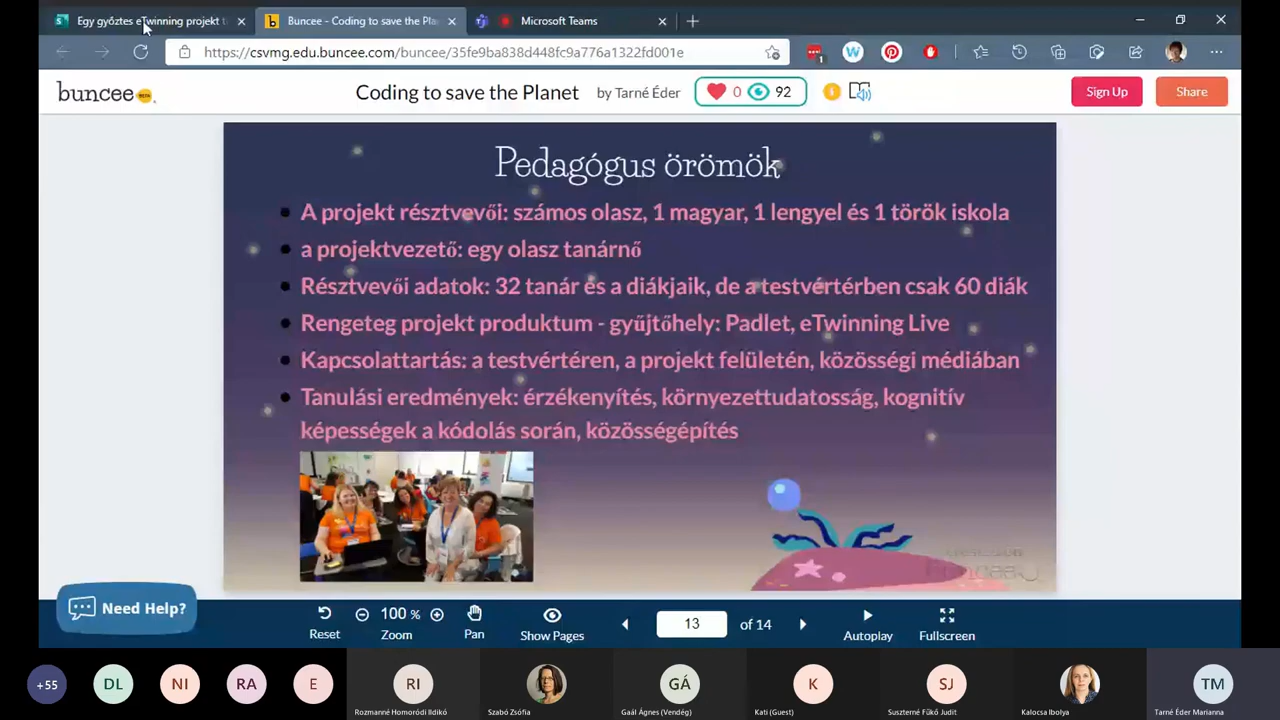 Egy győztes eTwinning projekt t
Buncee - Coding to save the Plan
Microsoft Teams
https://csvmg.edu.buncee.com/buncee/35fe9ba838d448fc9a776a1322fd001e
1
buncee BETA
Coding to save the Planet
by Tarné Éder
0
92
Sign Up
Share
Pedagógus örömök
A projekt résztvevői: számos olasz, 1 magyar, 1 lengyel és 1 török iskola
a projektvezető: egy olasz tanárnő
Résztvevői adatok: 32 tanár és a diákjaik, de a testvértérben csak 60 diák
Rengeteg projekt produktum - gyűjtőhely: Padlet, eTwinning Live
Kapcsolattartás: a testvértéren, a projekt felületén, közösségi médiában
Tanulási eredmények: érzékenyítés, környezettudatosság, kognitív
képességek a kódolás során, közösségépítés
buncee
Need Help?
Reset
100 %
Zoom
Pan
Show Pages
13
of 14
Autoplay
Fullscreen
+55
DL
NI
RA
E
RI
GÁ
K
SJ
TM
Rozmanné Homoródi Ildikó
Szabó Zsófia
Gaál Ágnes (Vendég)
Kati (Guest)
Suszterné Fűkő Judit
Kalocsa Ibolya
Tarné Éder Marianna